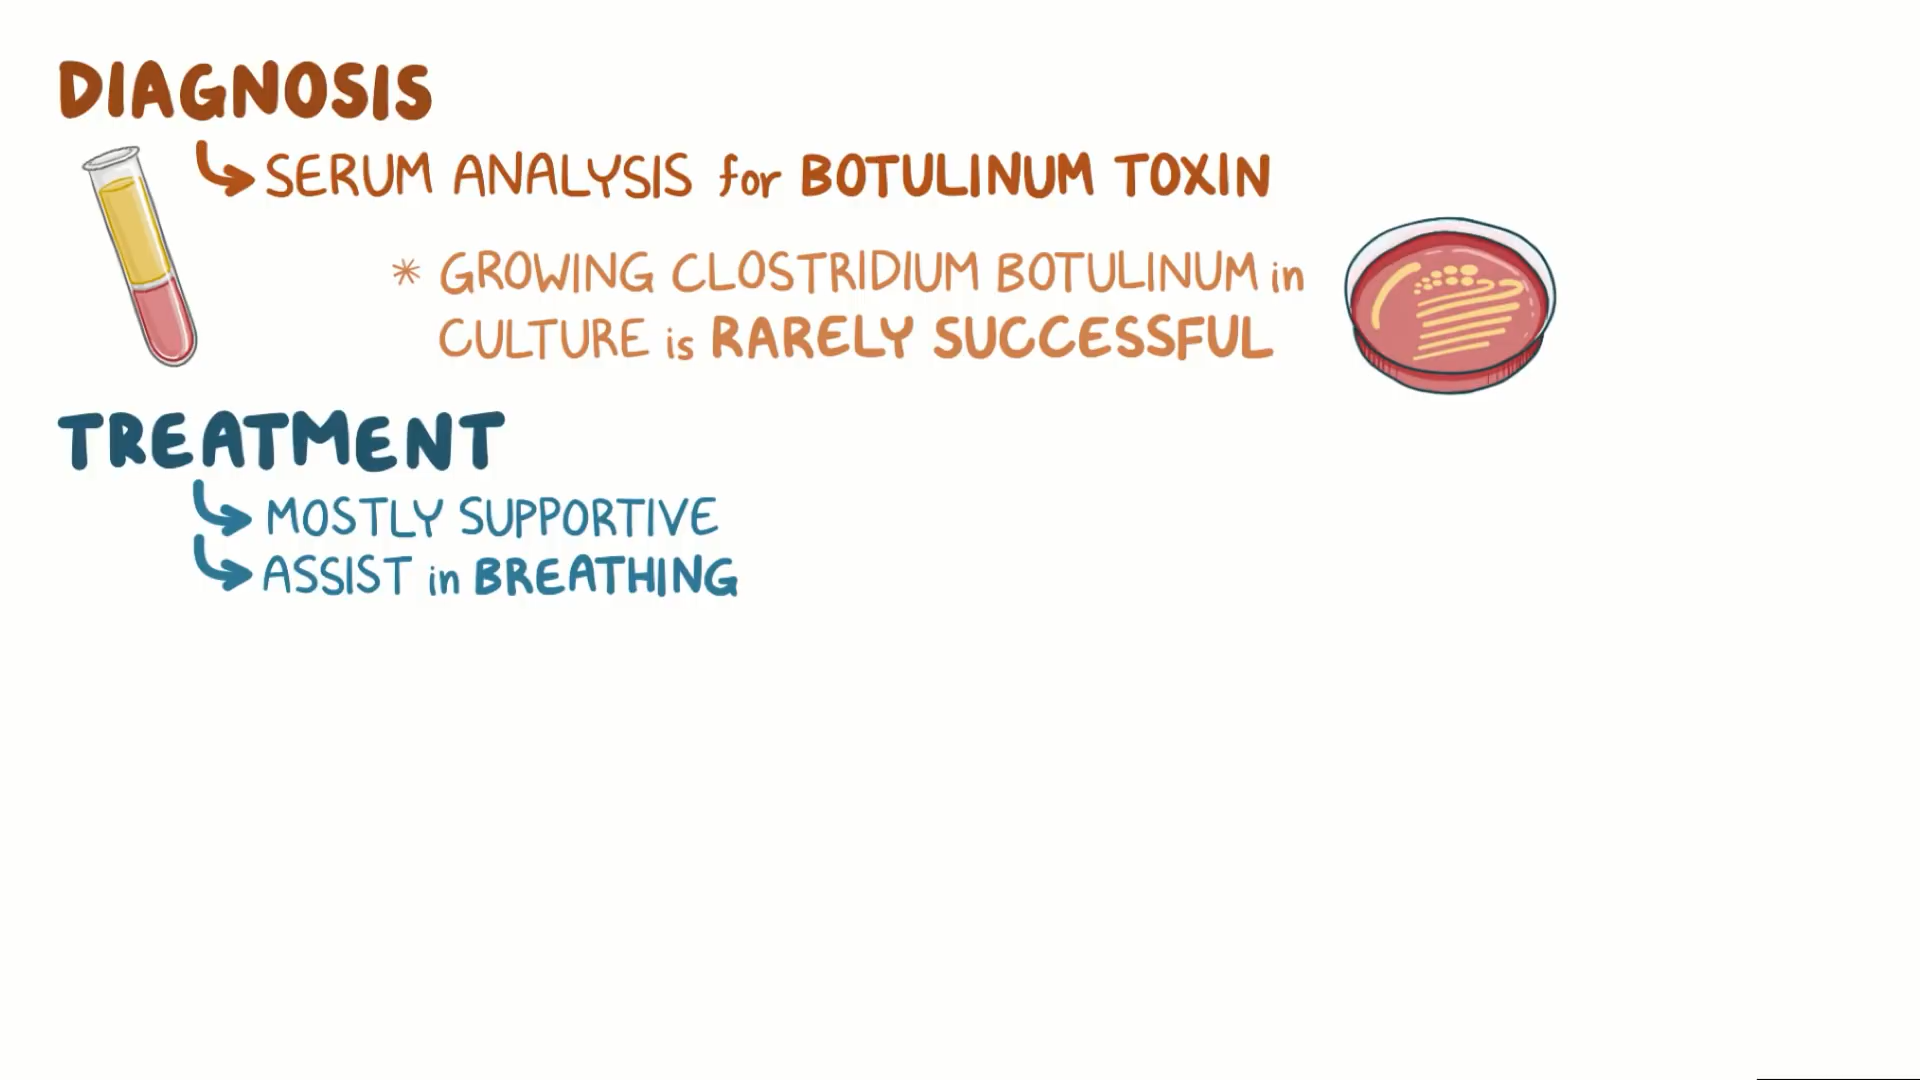 DIAGNOSIS
SERUM ANALYSIS for BOTULINUM TOXIN
* GROWING CLOSTRIDIUM BOTULINUM in
CULTURE is RARELY SUCCESSFUL
TREATMENT
MOSTLY SUPPORTIVE
ASSIST in BREATHING